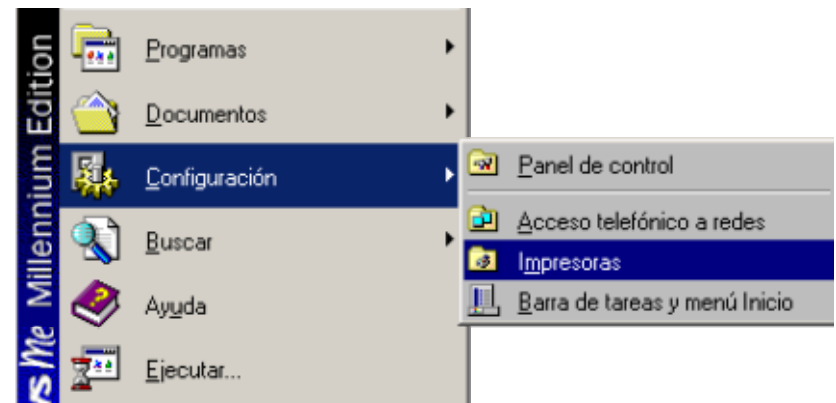 Programas
Documentos
Configuración
Buscar
Ayuda
Ejecutar...
Panel de control
Acceso telefónico a redes
Impresoras
Barra de tareas y menú Inicio
Me Millennium Edition